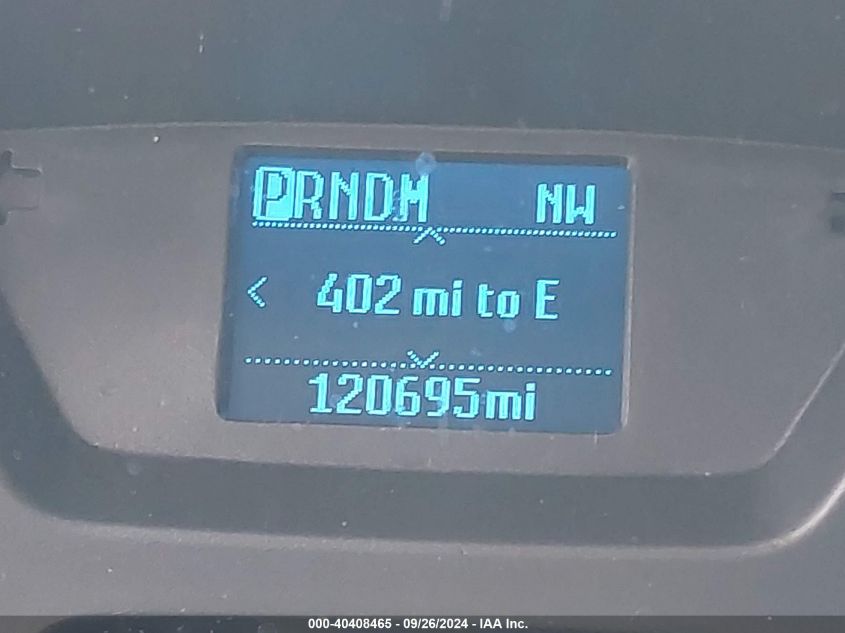 PRNDM NW
< 402 mi to E
120695mi
000-40408465 - 09/26/2024 - IAA Inc.